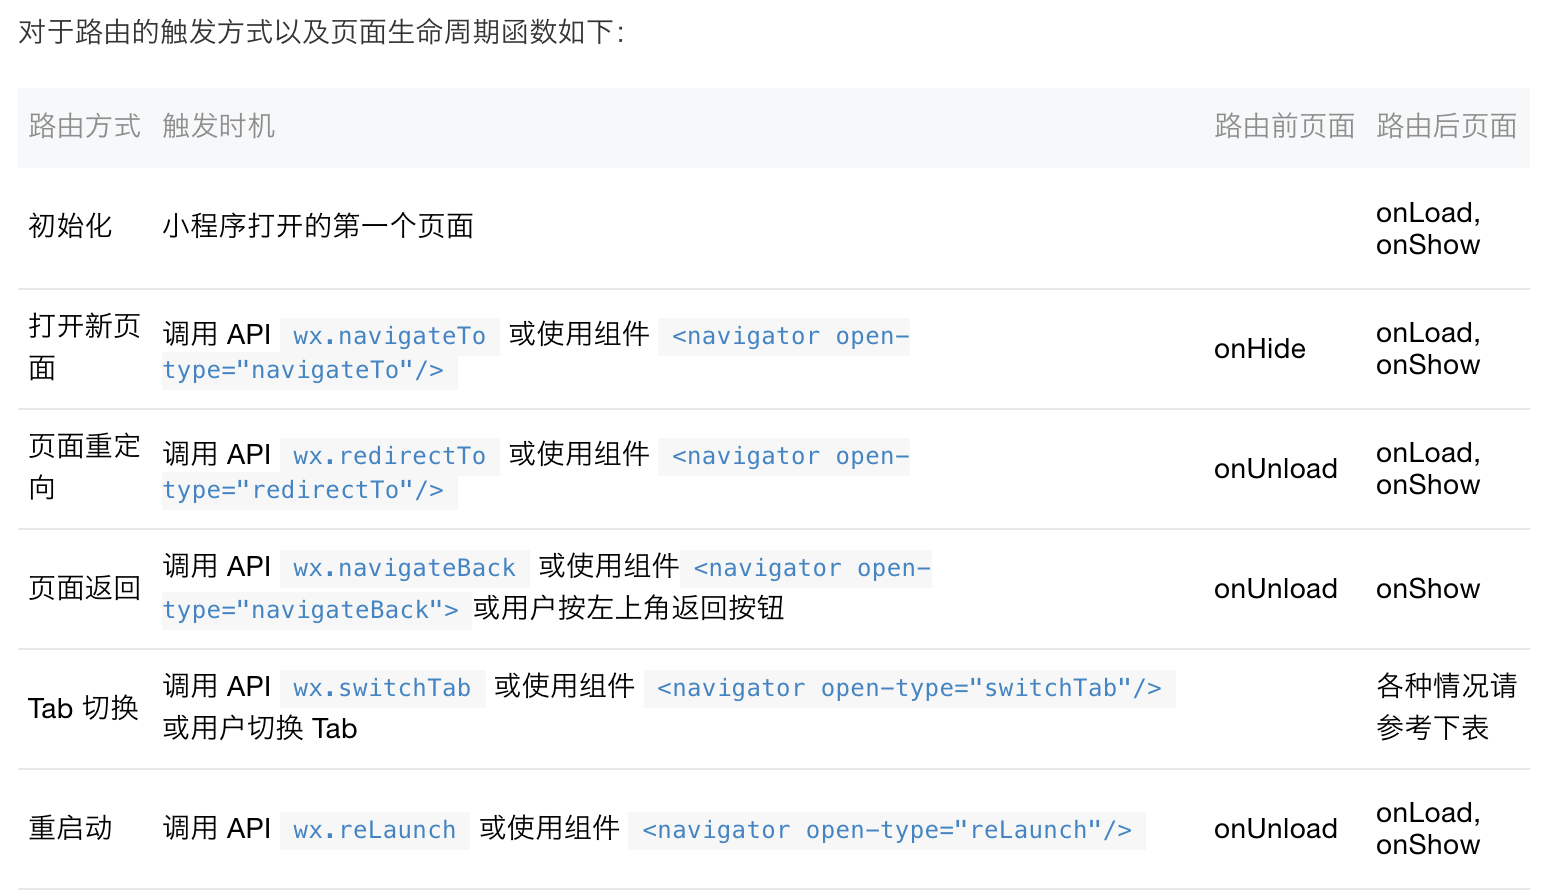 对于路由的触发方式以及页面生命周期函数如下：
路由方式 触发时机 路由前页面 路由后页面
初始化 小程序打开的第一个页面 onLoad,
onShow
打开新页
面
调用 API wx.navigateTo 或使用组件 <navigator open-
type="navigateTo"/>
onHide
onLoad,
onShow
页面重定
向
调用 API wx.redirectTo 或使用组件 <navigator open-
type="redirectTo"/>
onUnload
onLoad,
onShow
页面返回
调用 API wx.navigateBack 或使用组件<navigator open-
type="navigateBack"> 或用户按左上角返回按钮
onUnload
onShow
Tab 切换
调用 API wx.switchTab 或使用组件 <navigator open-type="switchTab"/>
或用户切换 Tab
各种情况请
参考下表
重启动
调用 API wx.reLaunch 或使用组件 <navigator open-type="reLaunch"/>
onUnload
onLoad,
onShow